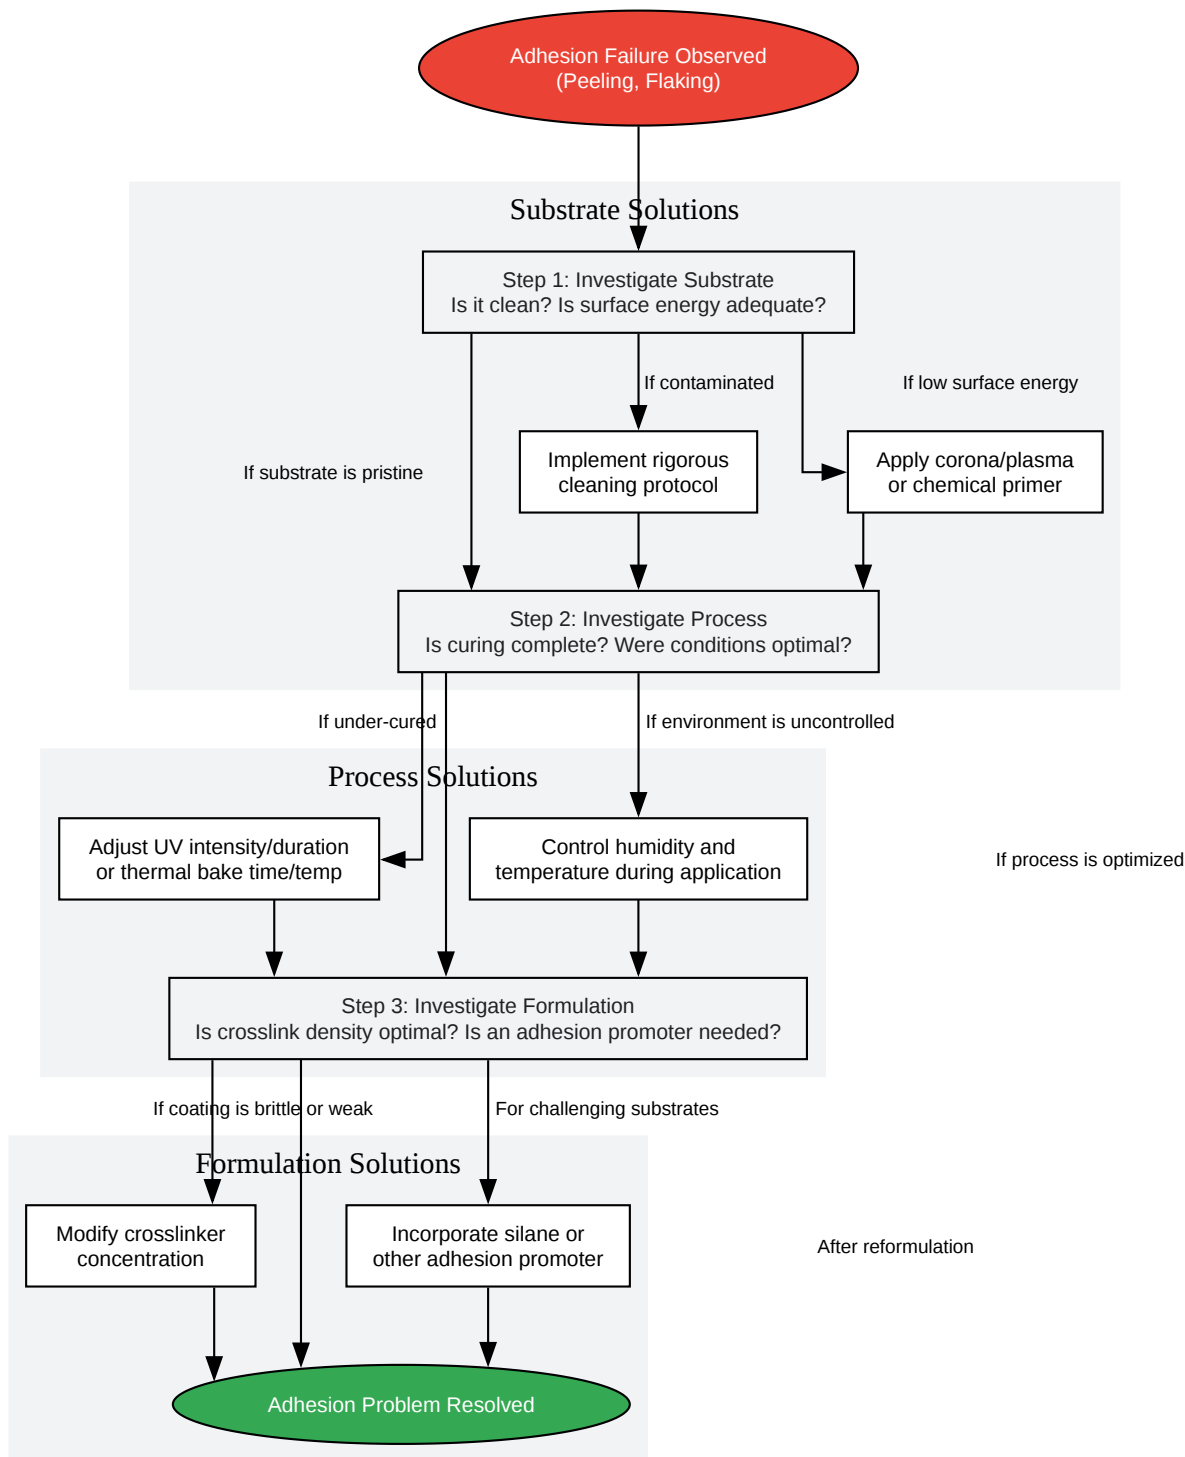 Adhesion Failure Observed
(Peeling, Flaking)
Substrate Solutions
Step 1: Investigate Substrate
Is it clean? Is surface energy adequate?
If contaminated
If low surface energy
If substrate is pristine
Implement rigorous
cleaning protocol
Apply corona/plasma
or chemical primer
Step 2: Investigate Process
Is curing complete? Were conditions optimal?
If under-cured
If environment is uncontrolled
Process Solutions
Adjust UV intensity/duration
or thermal bake time/temp
Control humidity and
temperature during application
If process is optimized
Step 3: Investigate Formulation
Is crosslink density optimal? Is an adhesion promoter needed?
If coating is brittle or weak
For challenging substrates
Formulation Solutions
Modify crosslinker
concentration
Incorporate silane or
other adhesion promoter
After reformulation
Adhesion Problem Resolved